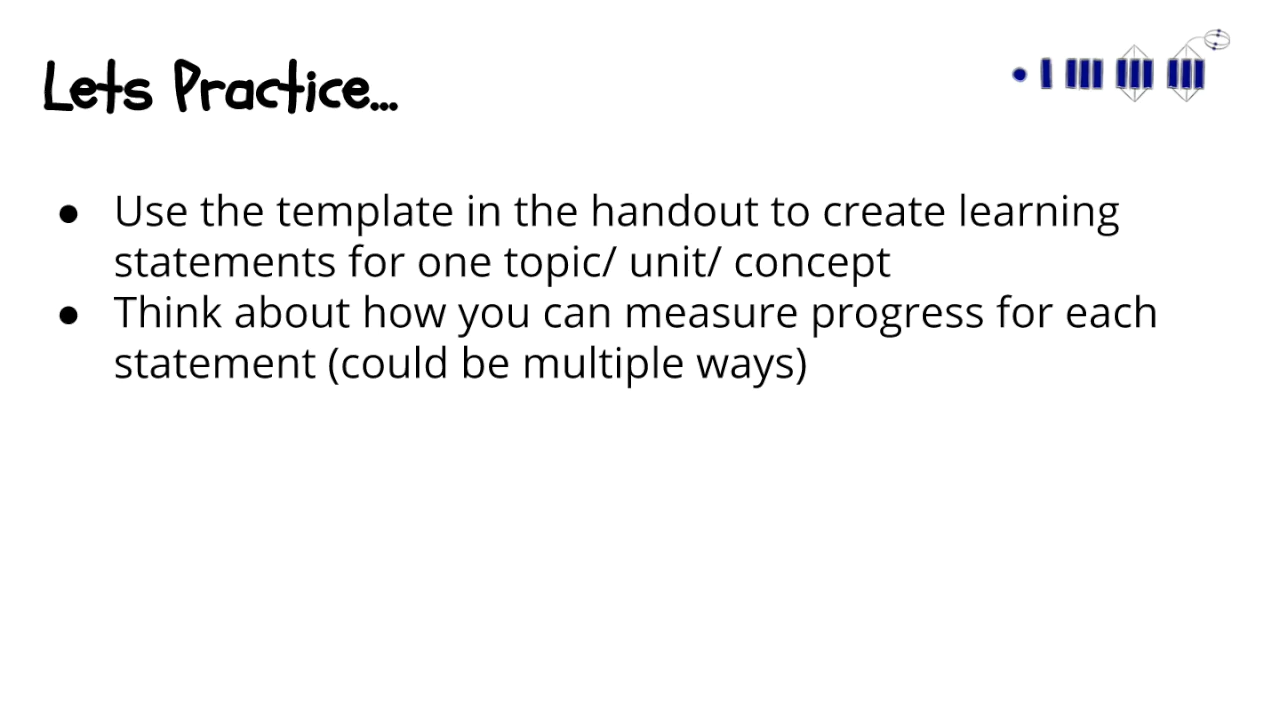 Lets Practice...
● Use the template in the handout to create learning
statements for one topic/ unit/ concept
● Think about how you can measure progress for each
statement (could be multiple ways)